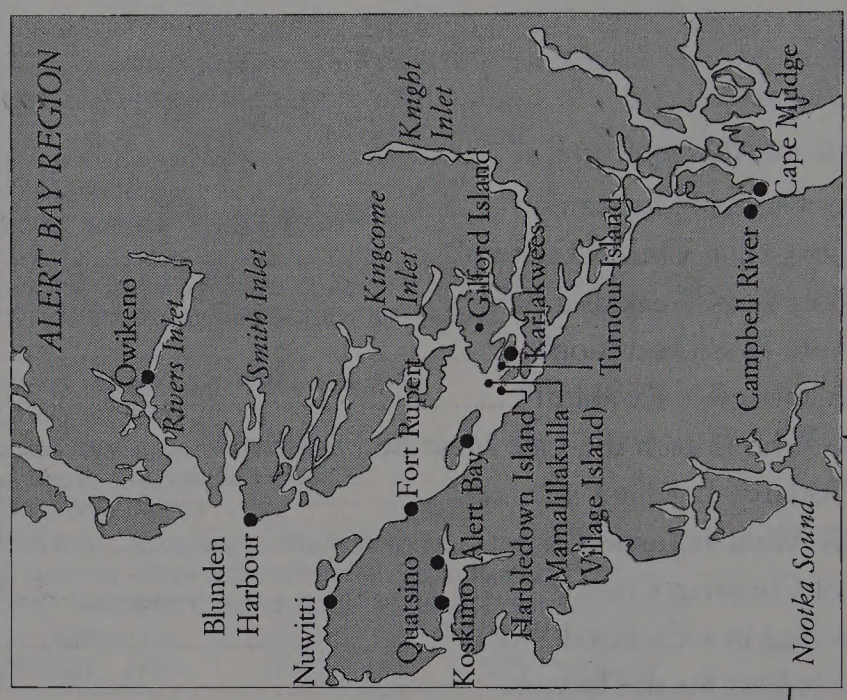 ALERT BAY REGION
Owikeno
Rivers Inlet
Smith Inlet
Blunden
Harbour
Kingcome
Inlet
Knight
Inlet
Nuwitti
Fort Rupert
Gilford Island
Quatsino
Koskimo
Alert Bay
Karlakwees
Harbledown Island
Mamalillakulla
(Village Island)
Turnour Island
Campbell River
Cape Mudge
Nootka Sound